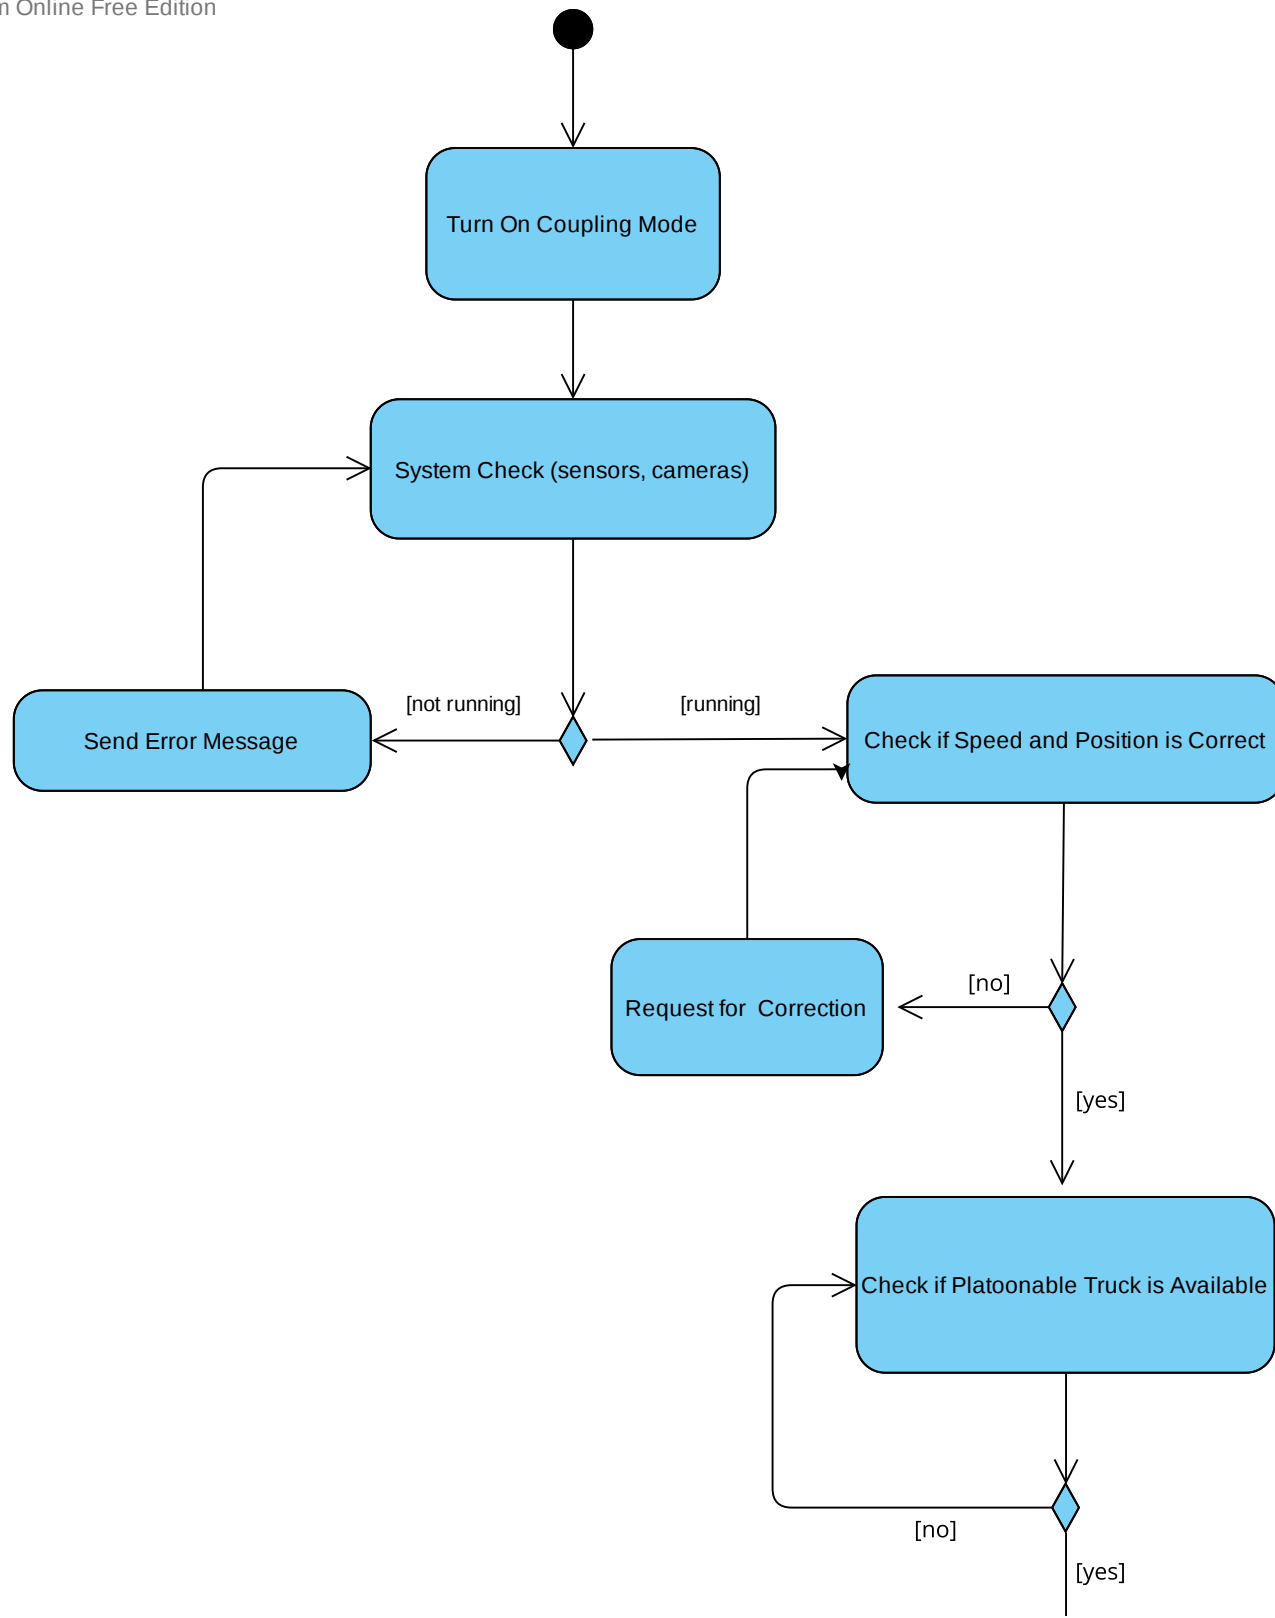 Online Free Edition
Turn On Coupling Mode
System Check (sensors, cameras)
[not running]
[running]
Send Error Message
Check if Speed and Position is Correct
[no]
Request for  Correction
[yes]
Check if Platoonable Truck is Available
[no]
[yes]